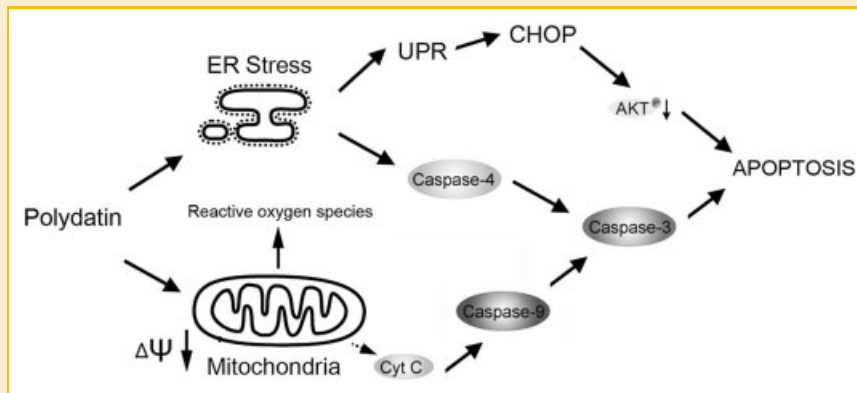 CHOP
UPR
ER Stress
AKT P ↓
Caspase-4
APOPTOSIS
Polydatin
Reactive oxygen species
Caspase-3
Caspase-9
ΔΨ ↓
Mitochondria
Cyt C